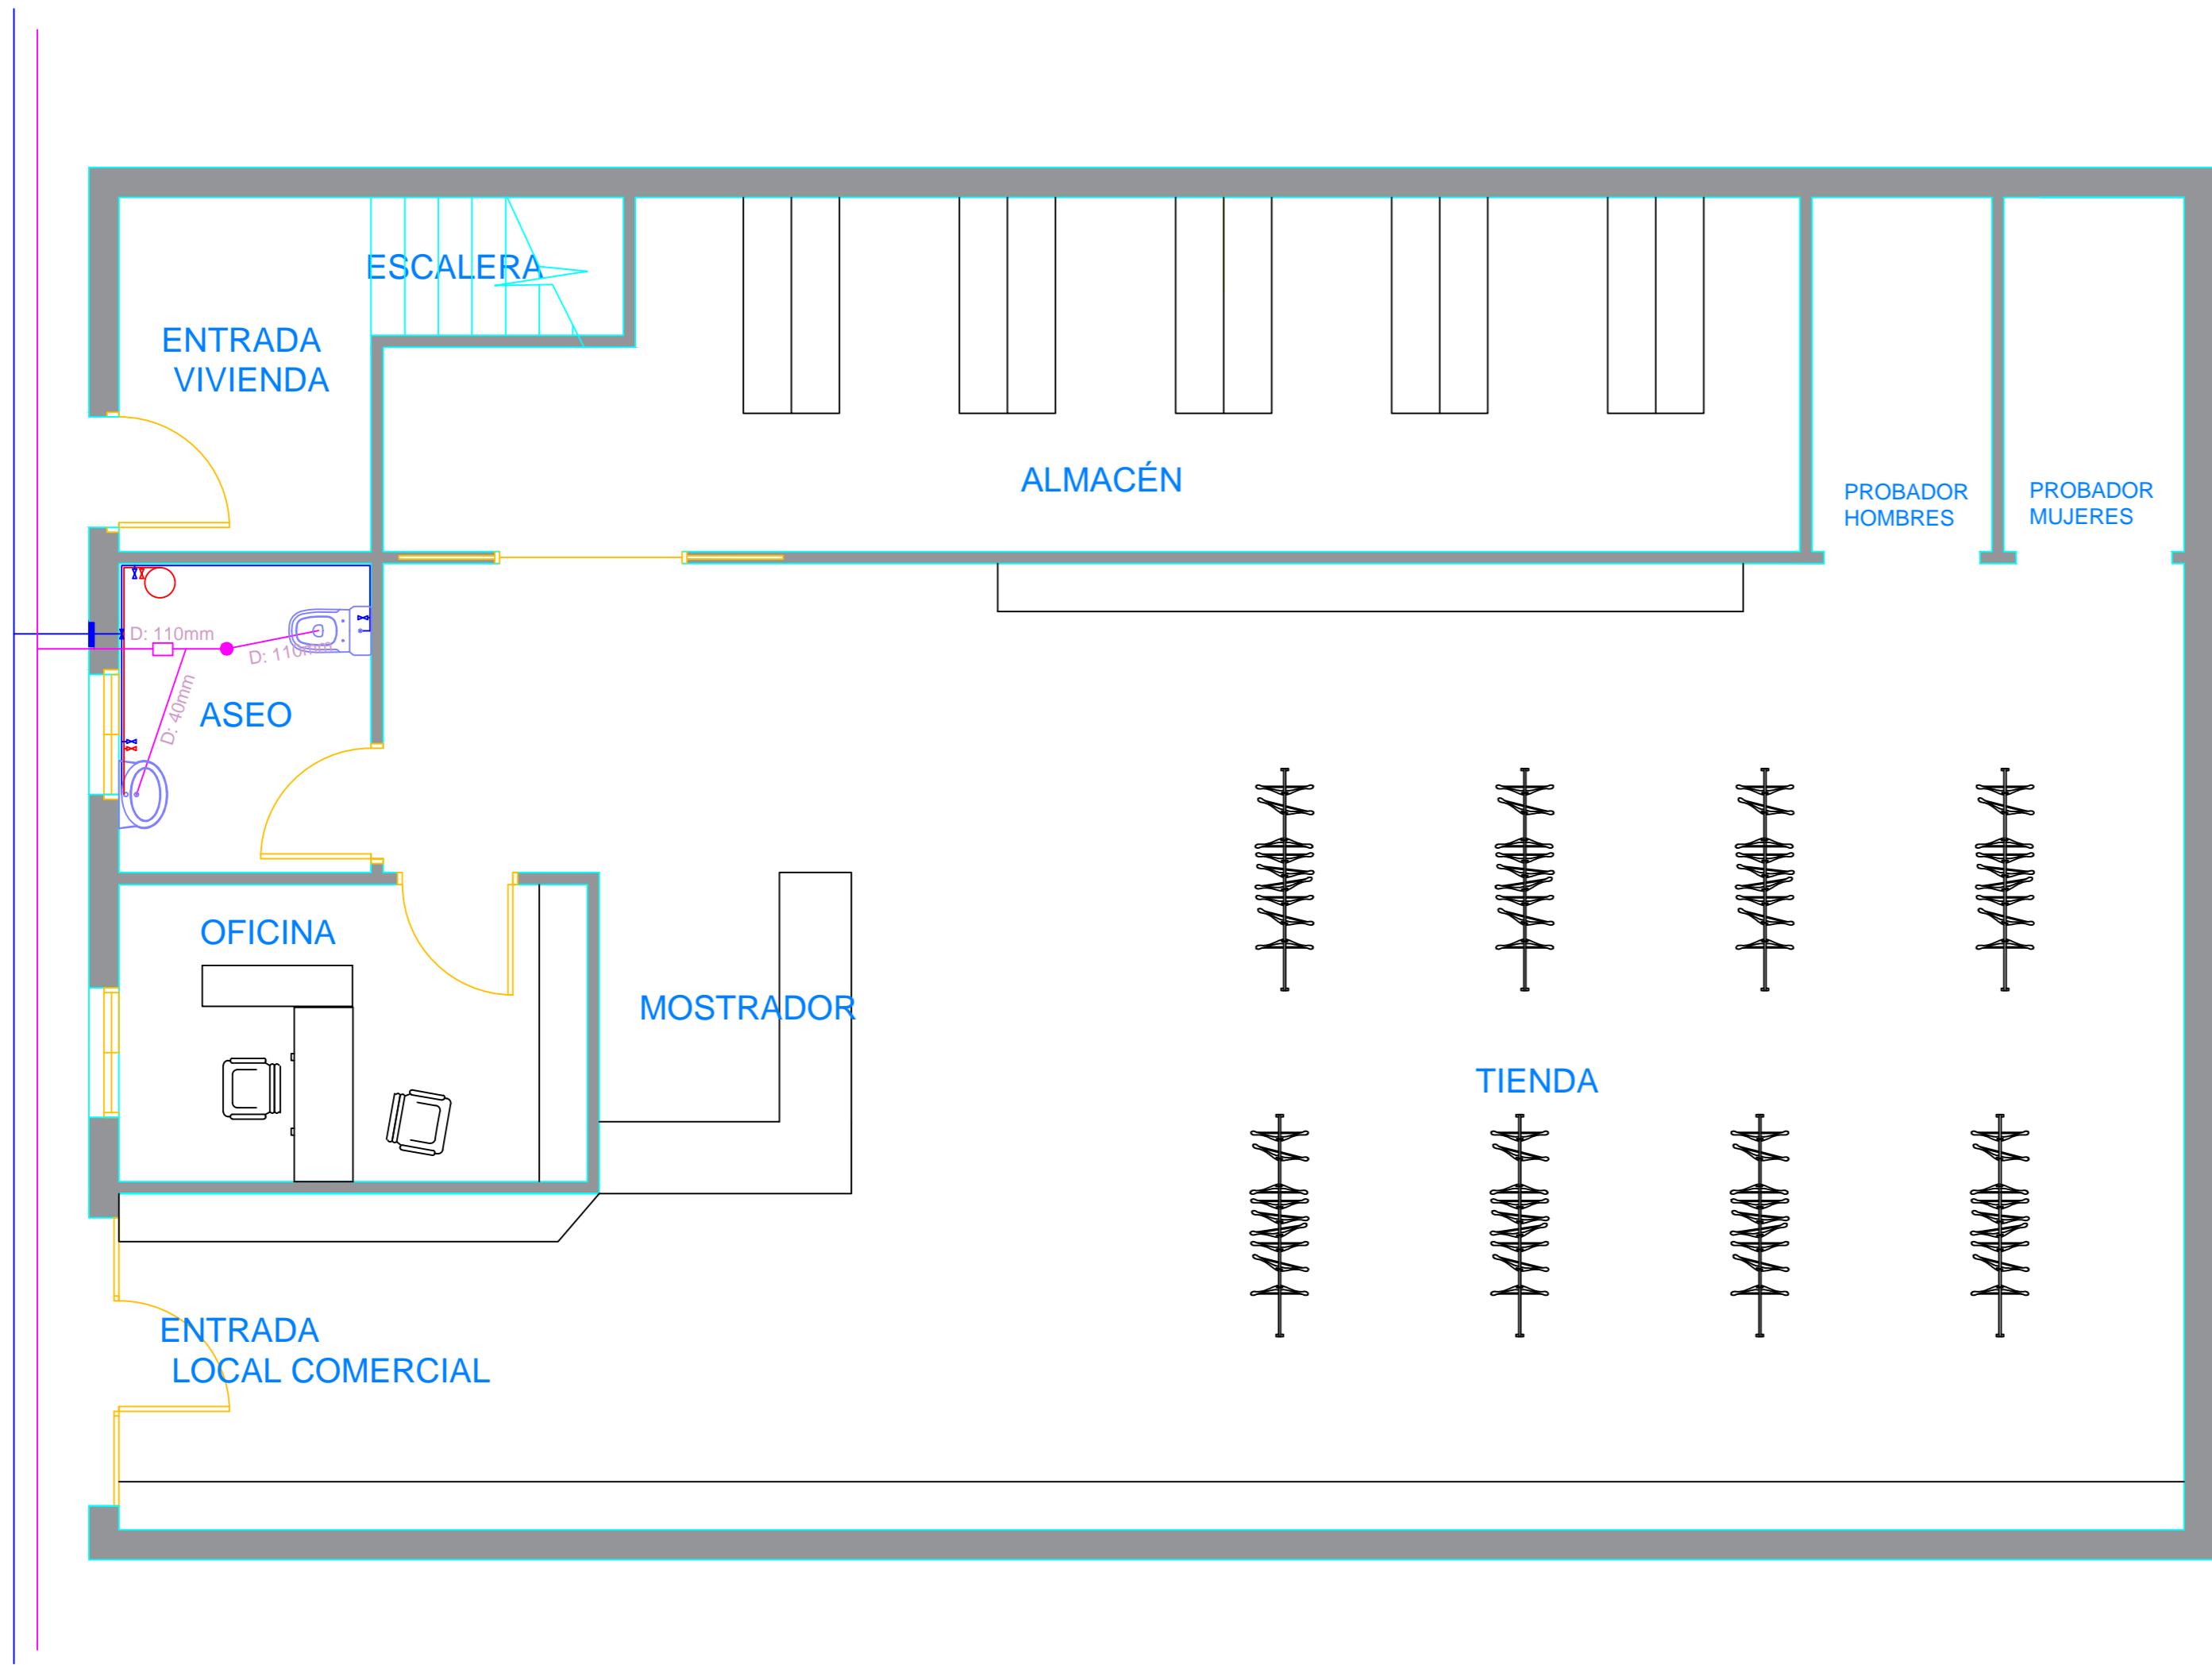 ESCALERA
ENTRADA
VIVIENDA
ALMACÉN
PROBADOR
HOMBRES
PROBADOR
MUJERES
D: 110mm
D: 110mm
D: 40mm
ASEO
OFICINA
MOSTRADOR
TIENDA
ENTRADA
LOCAL COMERCIAL